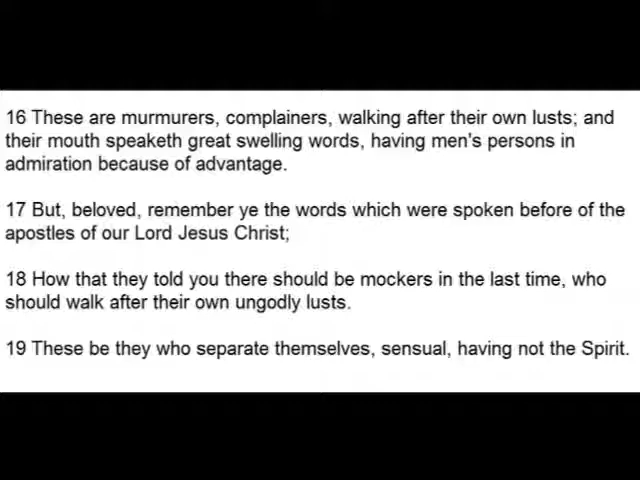 16 These are murmurers, complainers, walking after their own lusts; and
their mouth speaketh great swelling words, having men's persons in
admiration because of advantage.
17 But, beloved, remember ye the words which were spoken before of the
apostles of our Lord Jesus Christ;
18 How that they told you there should be mockers in the last time, who
should walk after their own ungodly lusts.
19 These be they who separate themselves, sensual, having not the Spirit.